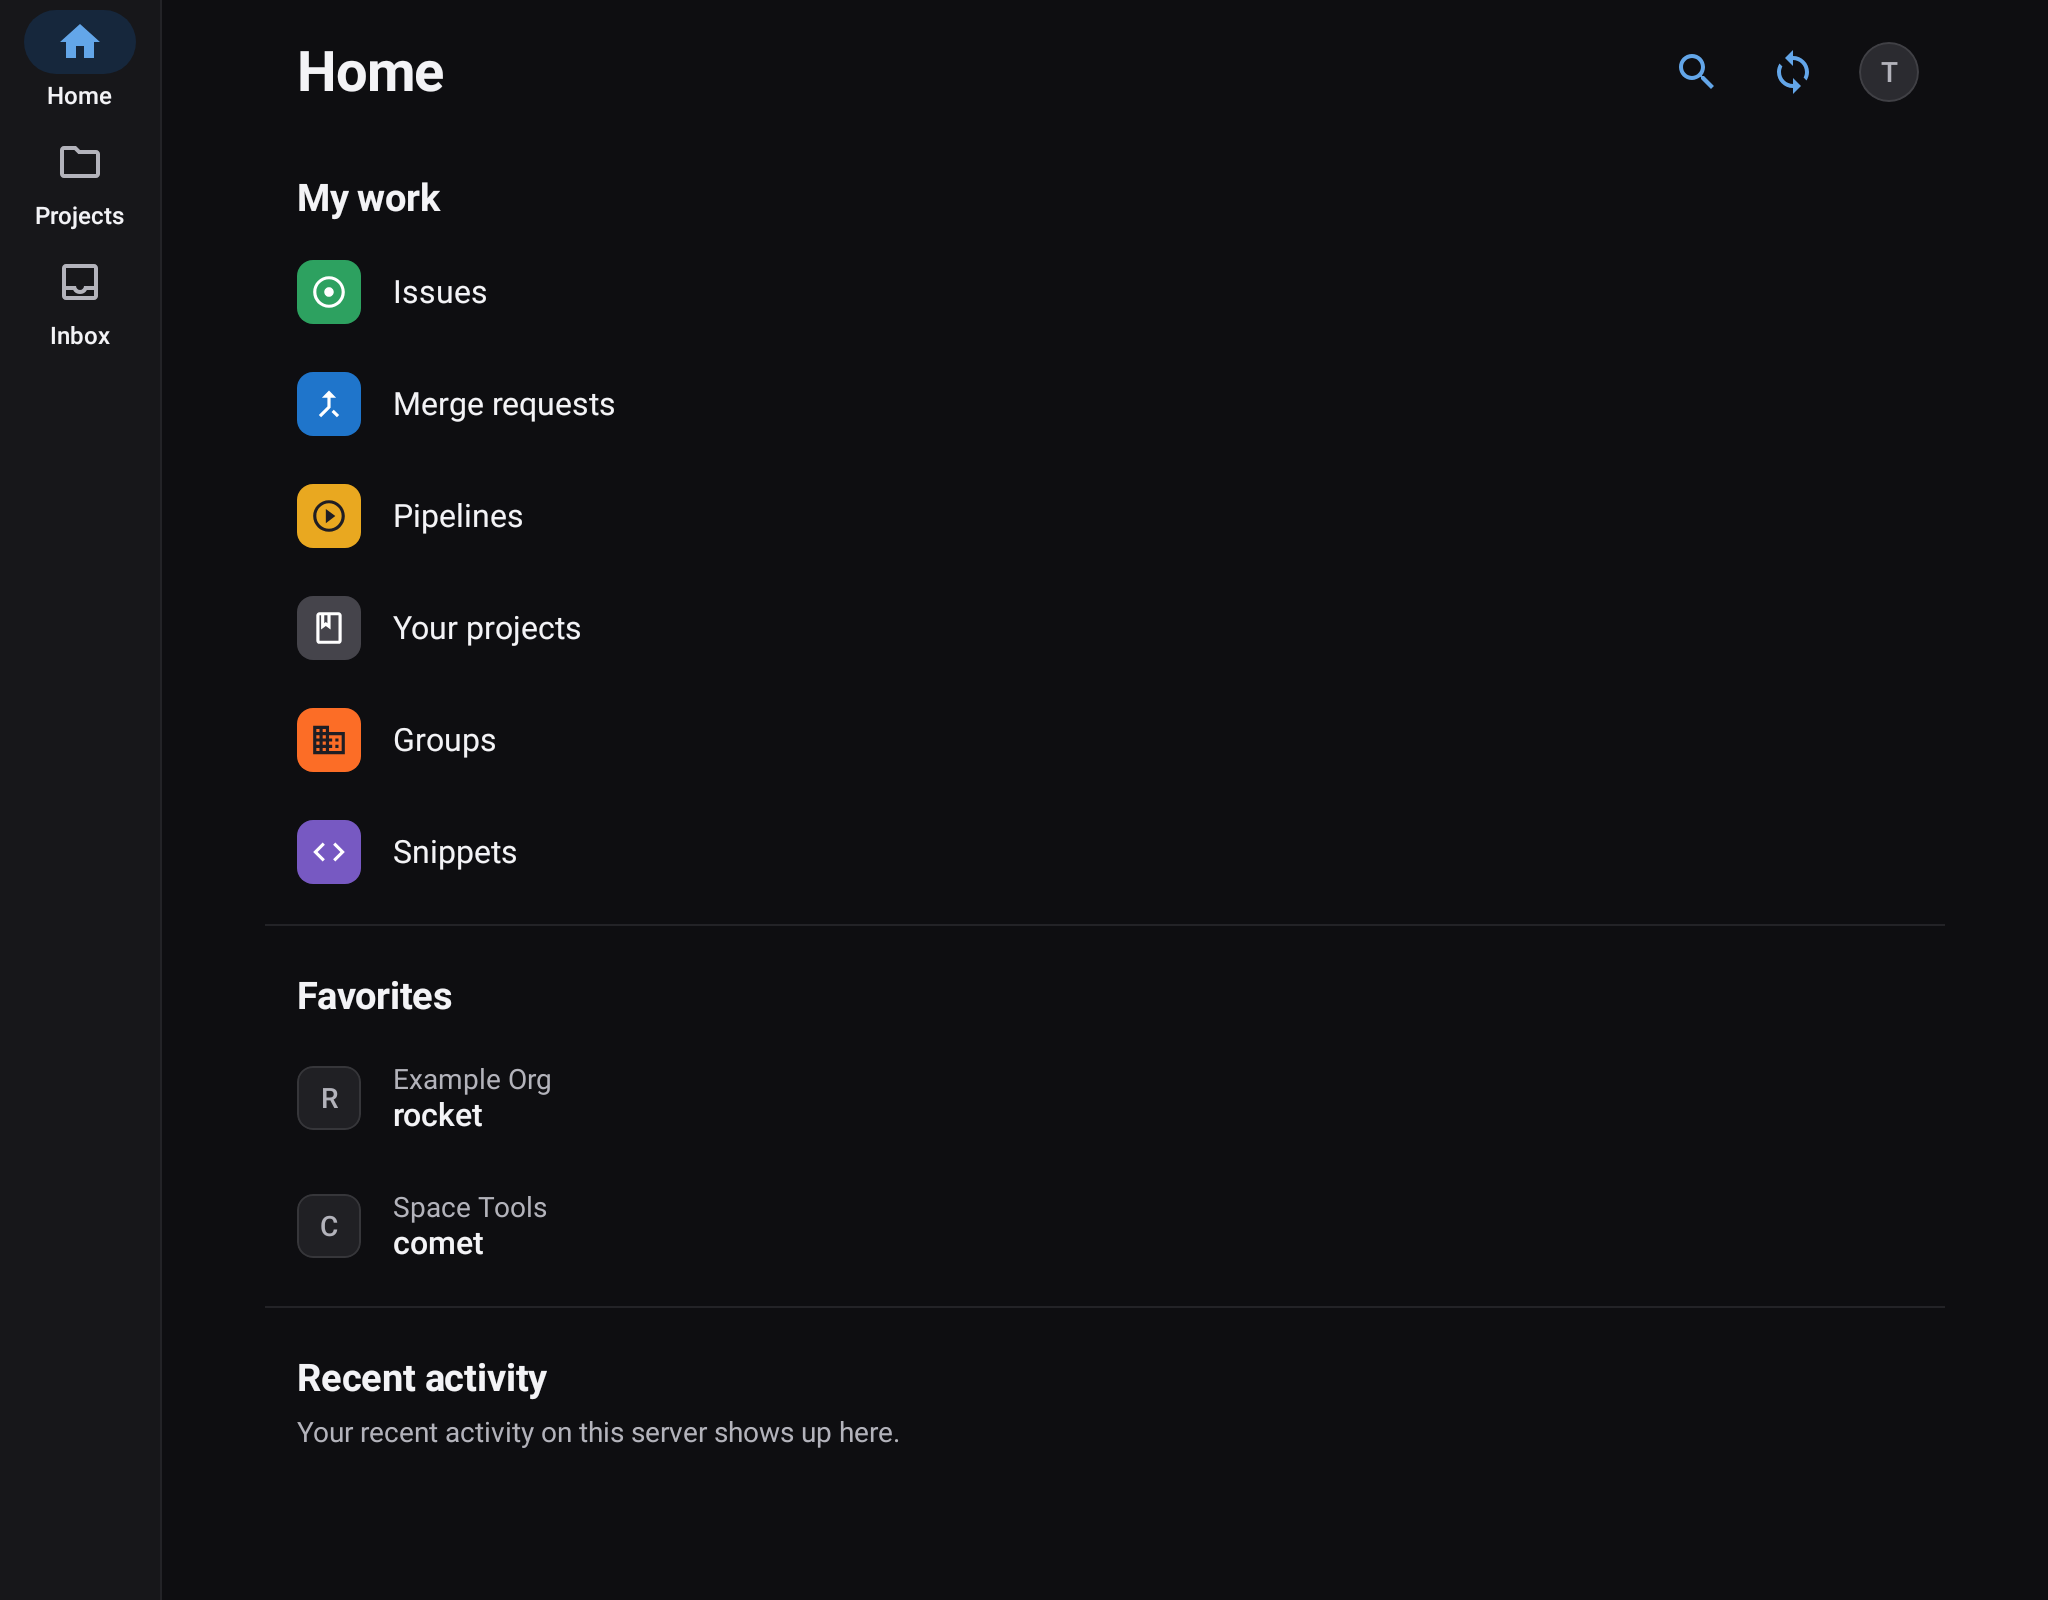 Home
Projects
Inbox
Home
T
My work
Issues
Merge requests
Pipelines
Your projects
Groups
Snippets
Favorites
R
Example Org
rocket
C
Space Tools
comet
Recent activity
Your recent activity on this server shows up here.